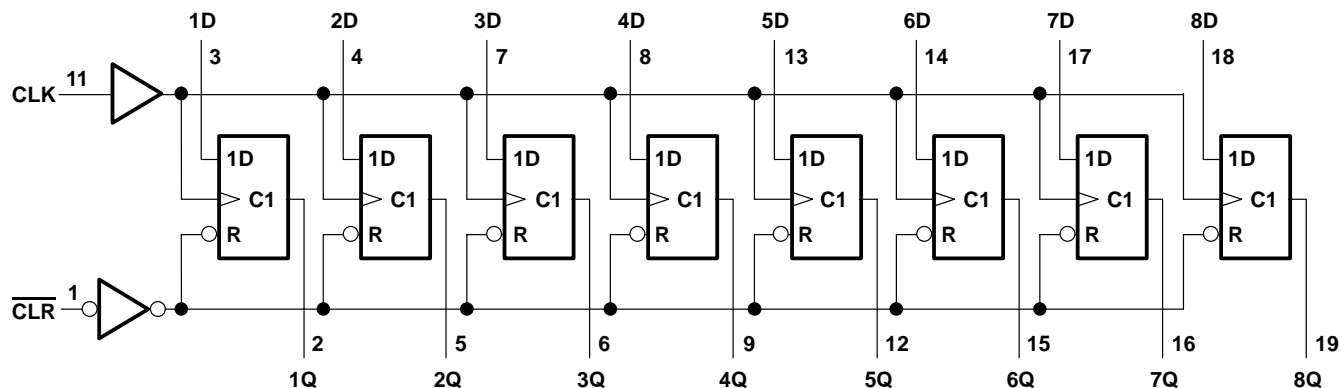 1D 2D 3D 4D 5D 6D 7D 8D
3 4 7 8 13 14 17 18
CLK 11
1D 1D 1D 1D 1D 1D 1D 1D
C1 C1 C1 C1 C1 C1 C1 C1
R R R R R R R R
CLR 1
2 5 6 9 12 15 16 19
1Q 2Q 3Q 4Q 5Q 6Q 7Q 8Q